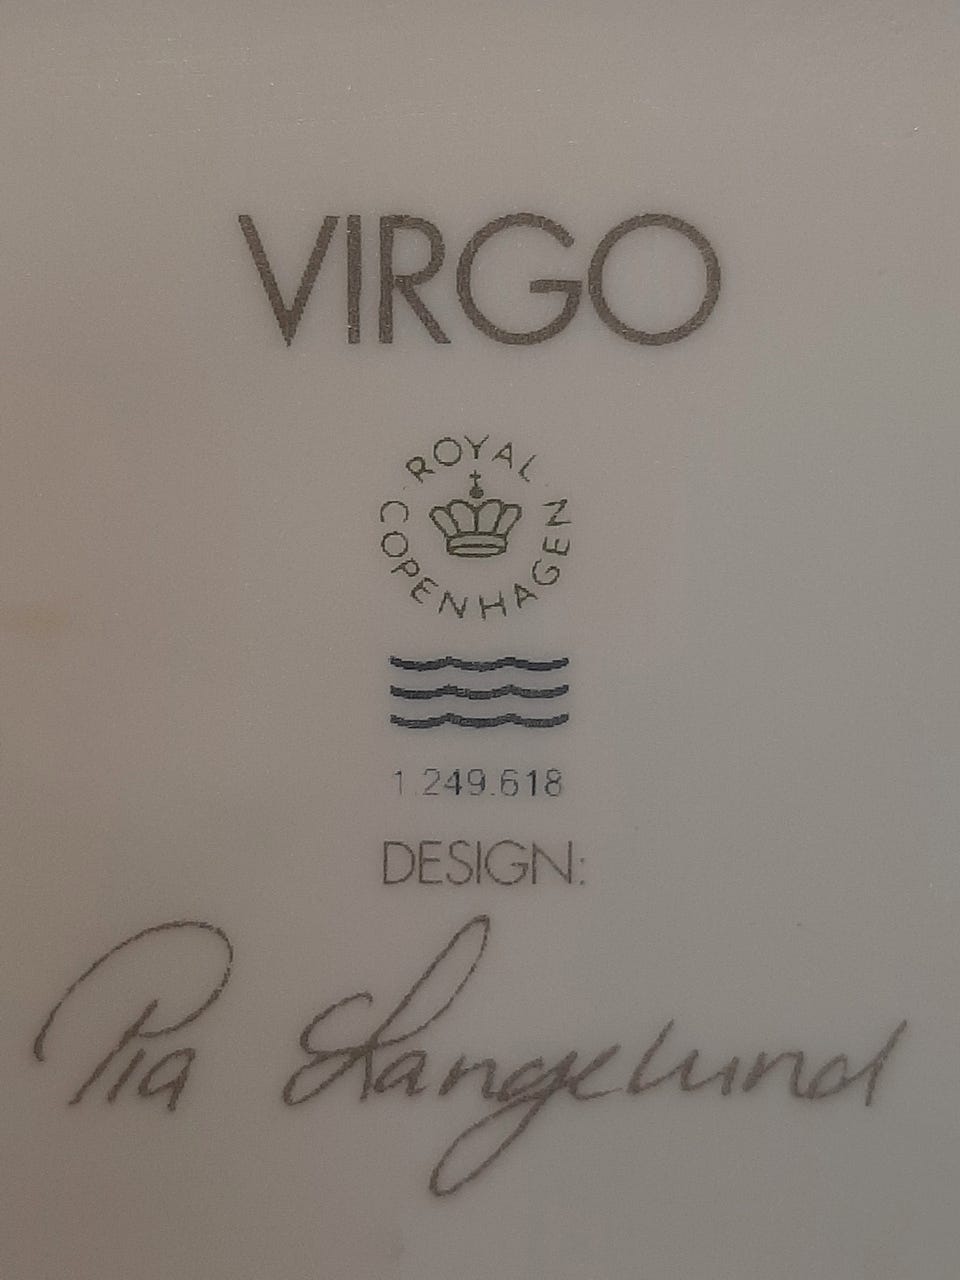 VIRGO
ROYAL
COPENHAGEN
1.249.618
DESIGN:
Pia Langelund